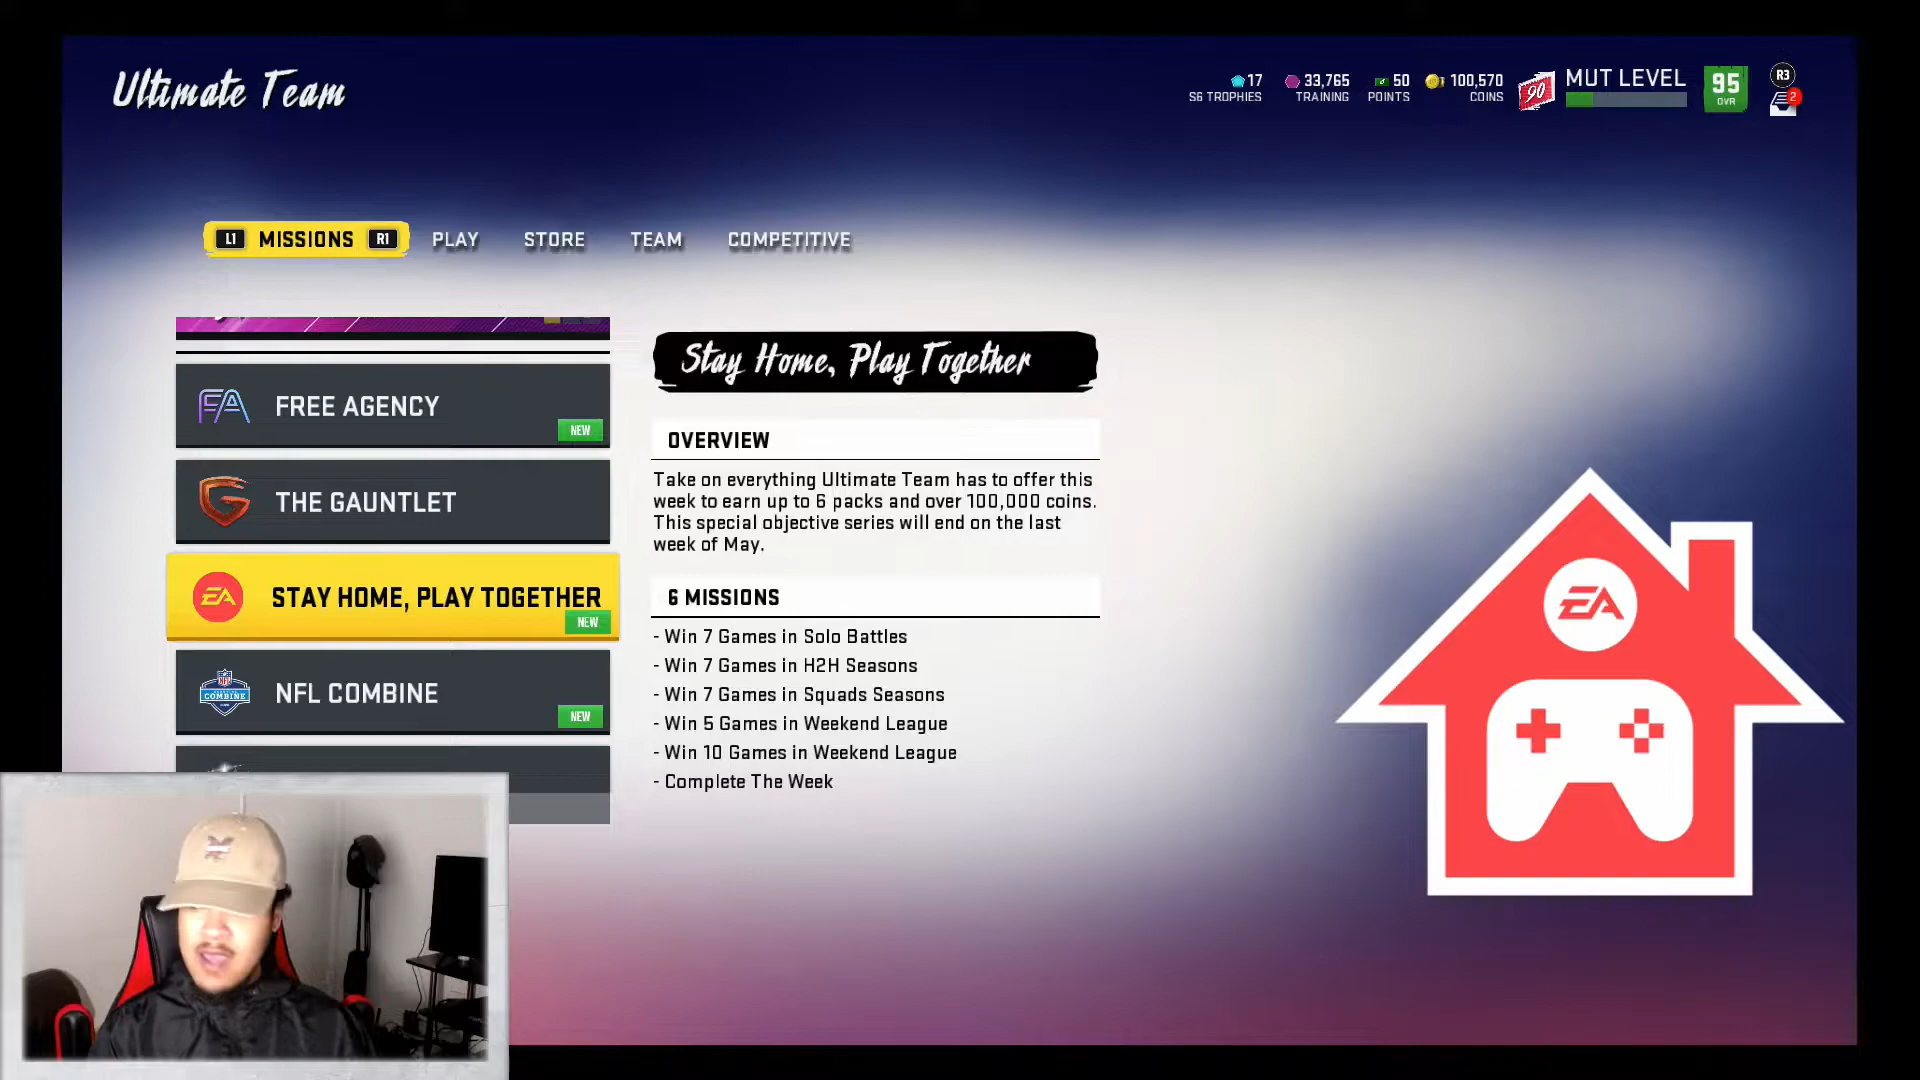 Ultimate Team
17
S6 TROPHIES
33,765
TRAINING
50
POINTS
100,570
COINS
90
MUT LEVEL
95
OVR
R3
2
L1 MISSIONS R1 PLAY STORE TEAM COMPETITIVE
FA FREE AGENCY
NEW
G THE GAUNTLET
EA STAY HOME, PLAY TOGETHER
NEW
NFL
COMBINE
NFL COMBINE
NEW
Stay Home, Play Together
OVERVIEW
Take on everything Ultimate Team has to offer this
week to earn up to 6 packs and over 100,000 coins.
This special objective series will end on the last
week of May.
6 MISSIONS
- Win 7 Games in Solo Battles
- Win 7 Games in H2H Seasons
- Win 7 Games in Squads Seasons
- Win 5 Games in Weekend League
- Win 10 Games in Weekend League
- Complete The Week
EA